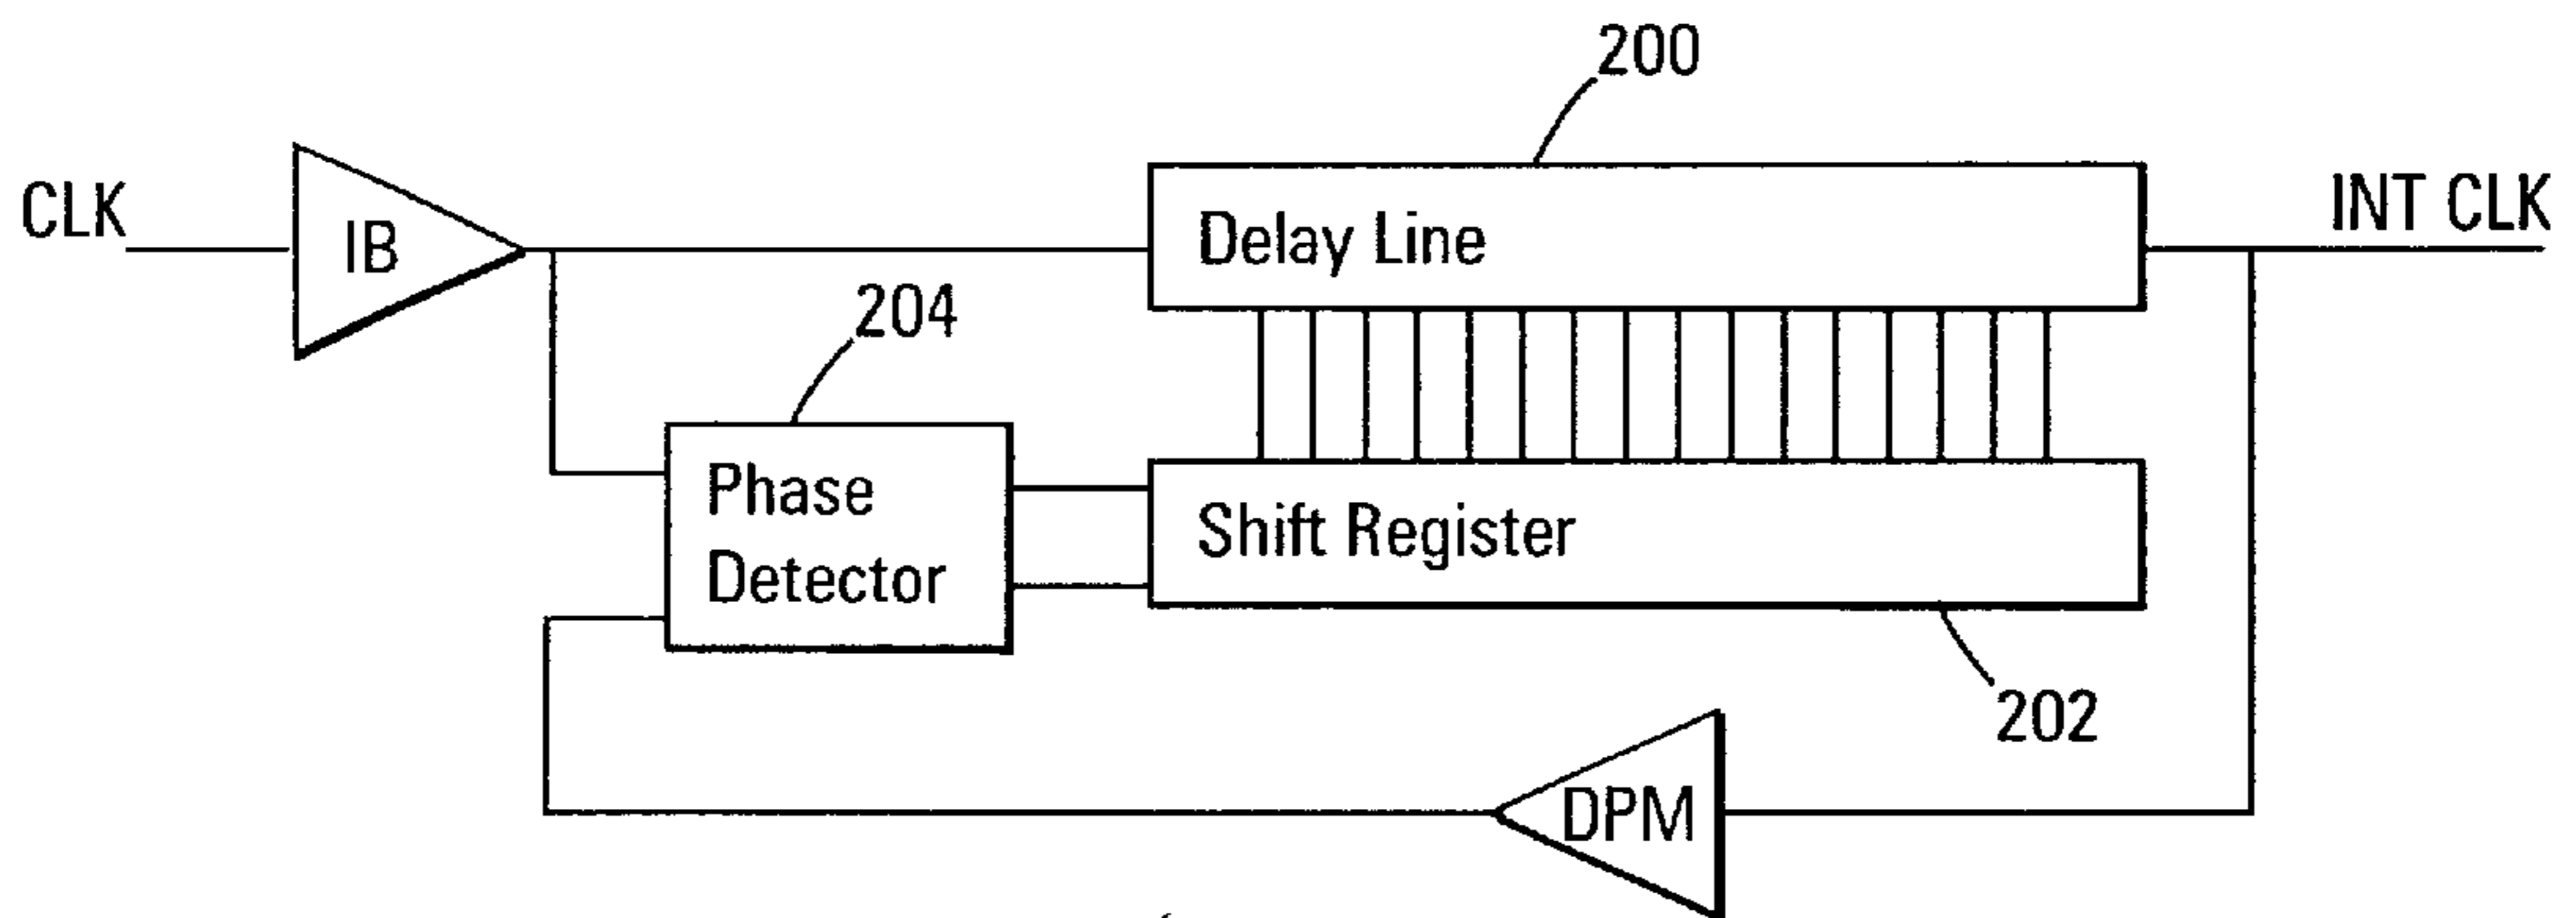 200
CLK
IB
Delay Line
INT CLK
204
Phase
Detector
Shift Register
202
DPM